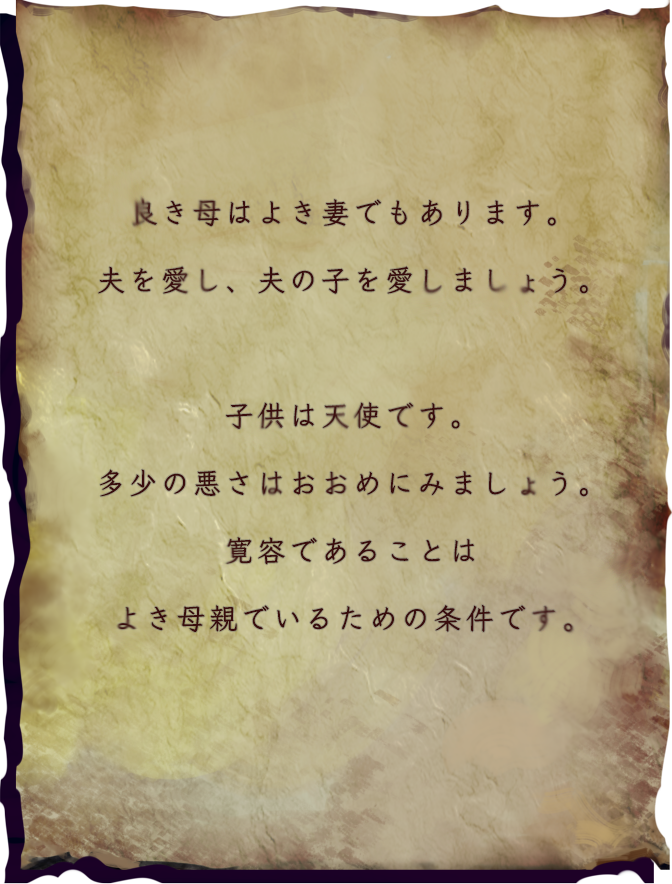 良き母はよき妻でもあります。
夫を愛し、夫の子を愛しましょう。
子供は天使です。
多少の悪さはおおめにみましょう。
寛容であることは
よき母親でいるための条件です。